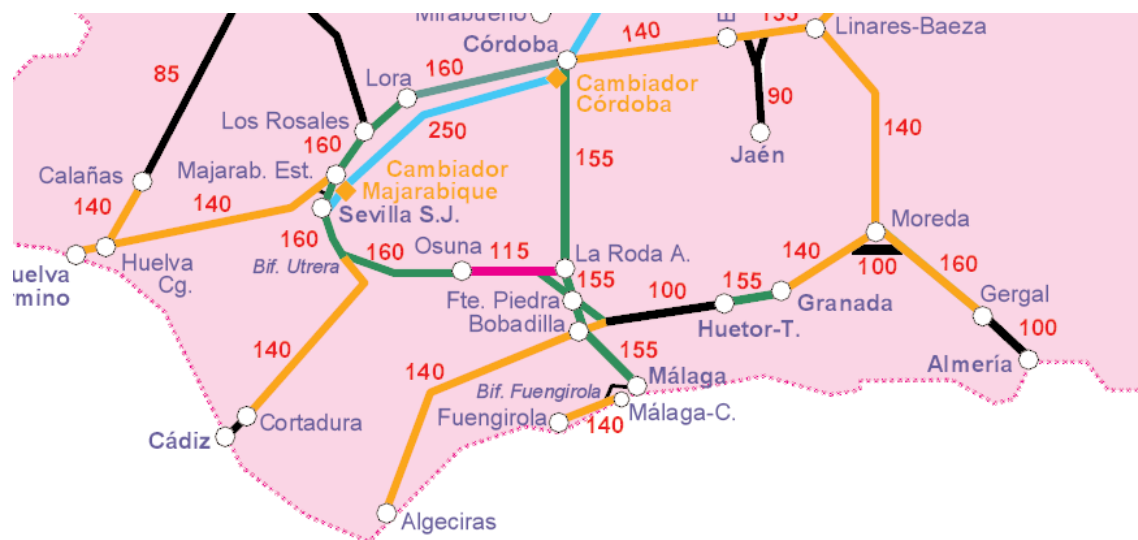 Mirabueno
140
135
Linares-Baeza
Córdoba
85
160
Lora
Cambiador
Córdoba
90
Los Rosales
250
140
160
155
Jaén
Majarab. Est.
Cambiador
Majarabique
Calañas
140
140
Sevilla S.J.
Moreda
160
Osuna
115
La Roda A.
Huelva
Cg.
Bif. Utrera
160
155
140
100
160
155
100
Fte. Piedra
Granada
Gergal
Bobadilla
Huetor-T.
100
140
140
155
Almería
Bif. Fuengirola
Málaga
Cortadura
Fuengirola
140
Málaga-C.
Cádiz
Algeciras